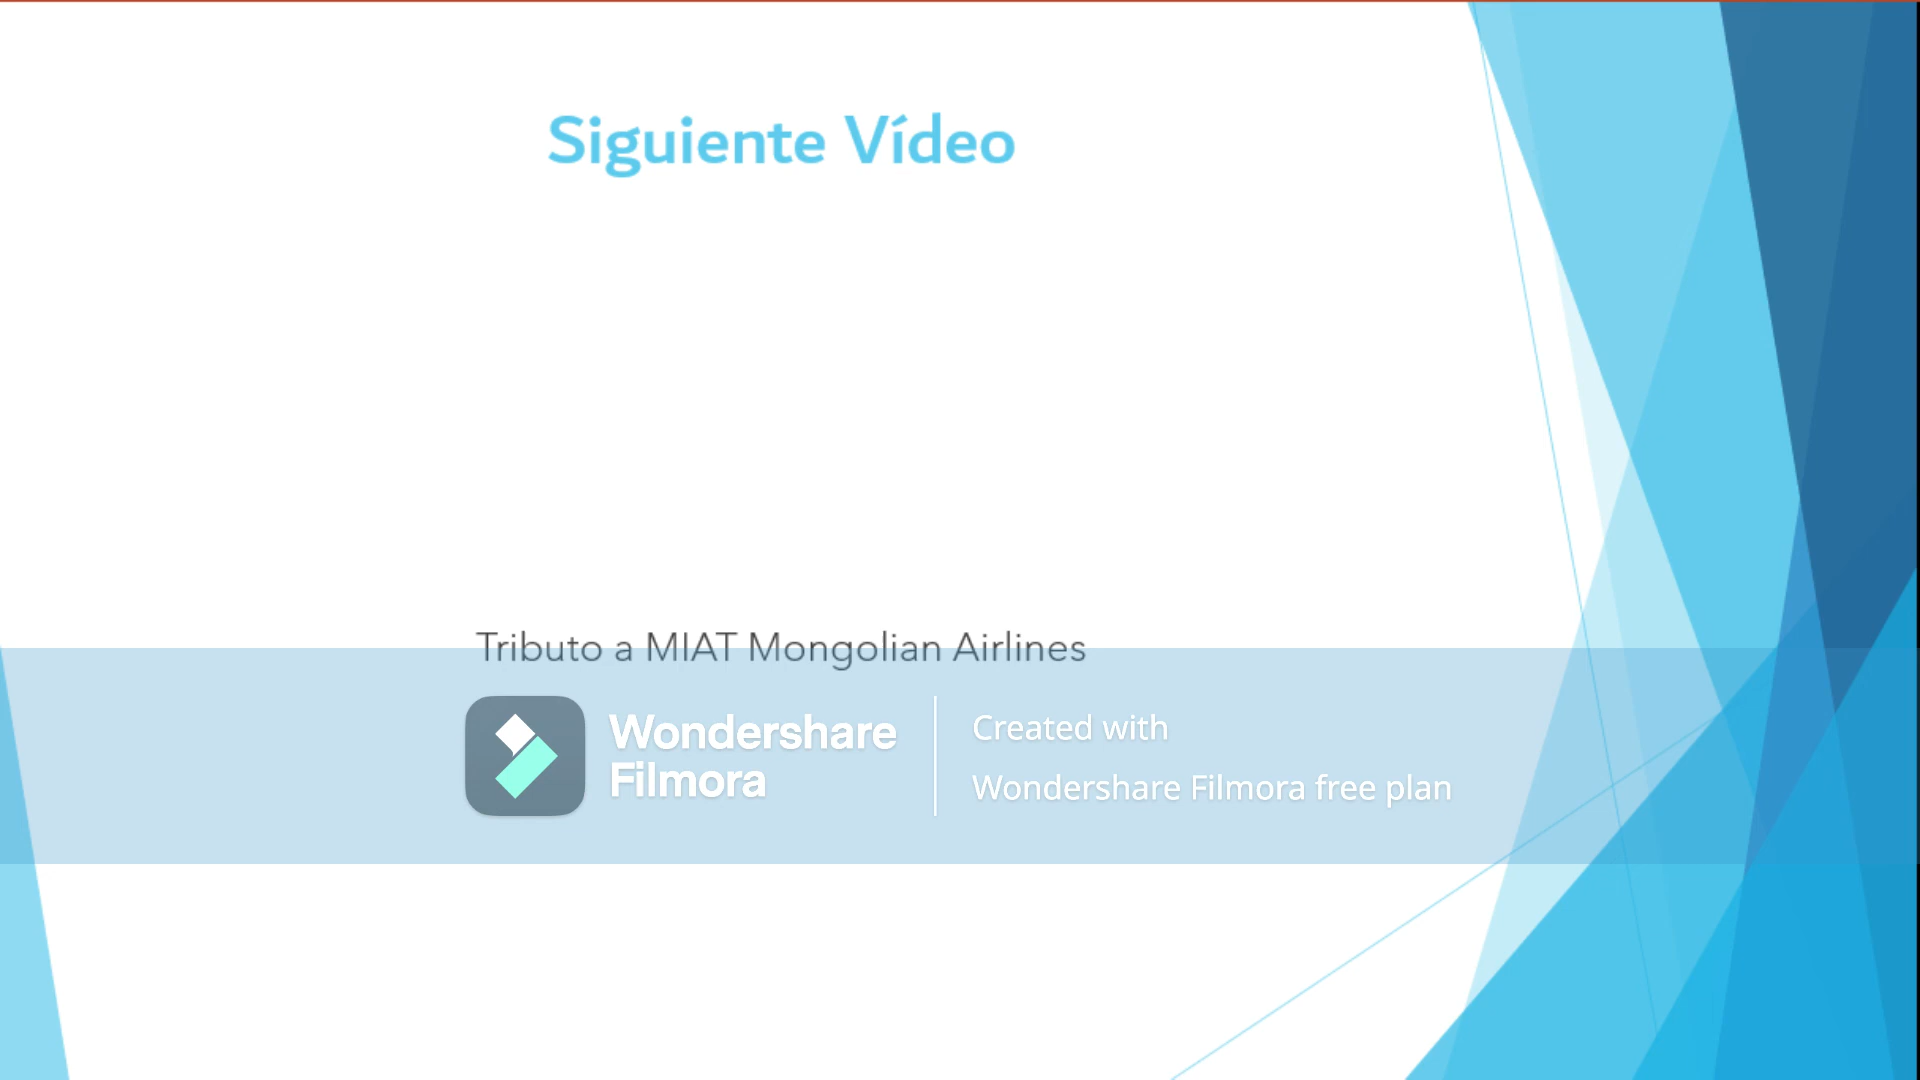 Siguiente Vídeo
Tributo a MIAT Mongolian Airlines
Wondershare
Filmora
Created with
Wondershare Filmora free plan